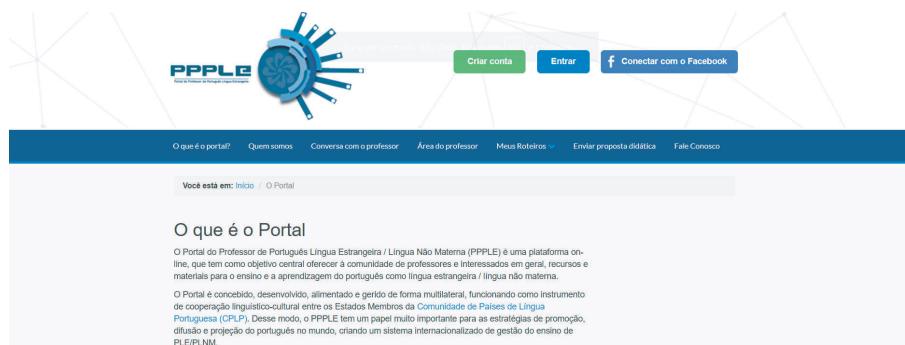 PPPLE
Portal do Professor de Português Língua Estrangeira
Criar conta
Entrar
f Conectar com o Facebook
O que é o portal?
Quem somos
Conversa com o professor
Área do professor
Meus Roteiros
Enviar proposta didática
Fale Conosco
Você está em: Início / O Portal
O que é o Portal
O Portal do Professor de Português Língua Estrangeira / Língua Não Materna (PPPLE) é uma plataforma on-
line, que tem como objetivo central oferecer à comunidade de professores e interessados em geral, recursos e
materiais para o ensino e a aprendizagem do português como língua estrangeira / língua não materna.
O Portal é concebido, desenvolvido, alimentado e gerido de forma multilateral, funcionando como instrumento
de cooperação linguístico-cultural entre os Estados Membros da Comunidade de Países de Língua
Portuguesa (CPLP). Desse modo, o PPPLE tem um papel muito importante para as estratégias de promoção,
difusão e projeção do português no mundo, criando um sistema internacionalizado de gestão do ensino de
PLE/PLNM.